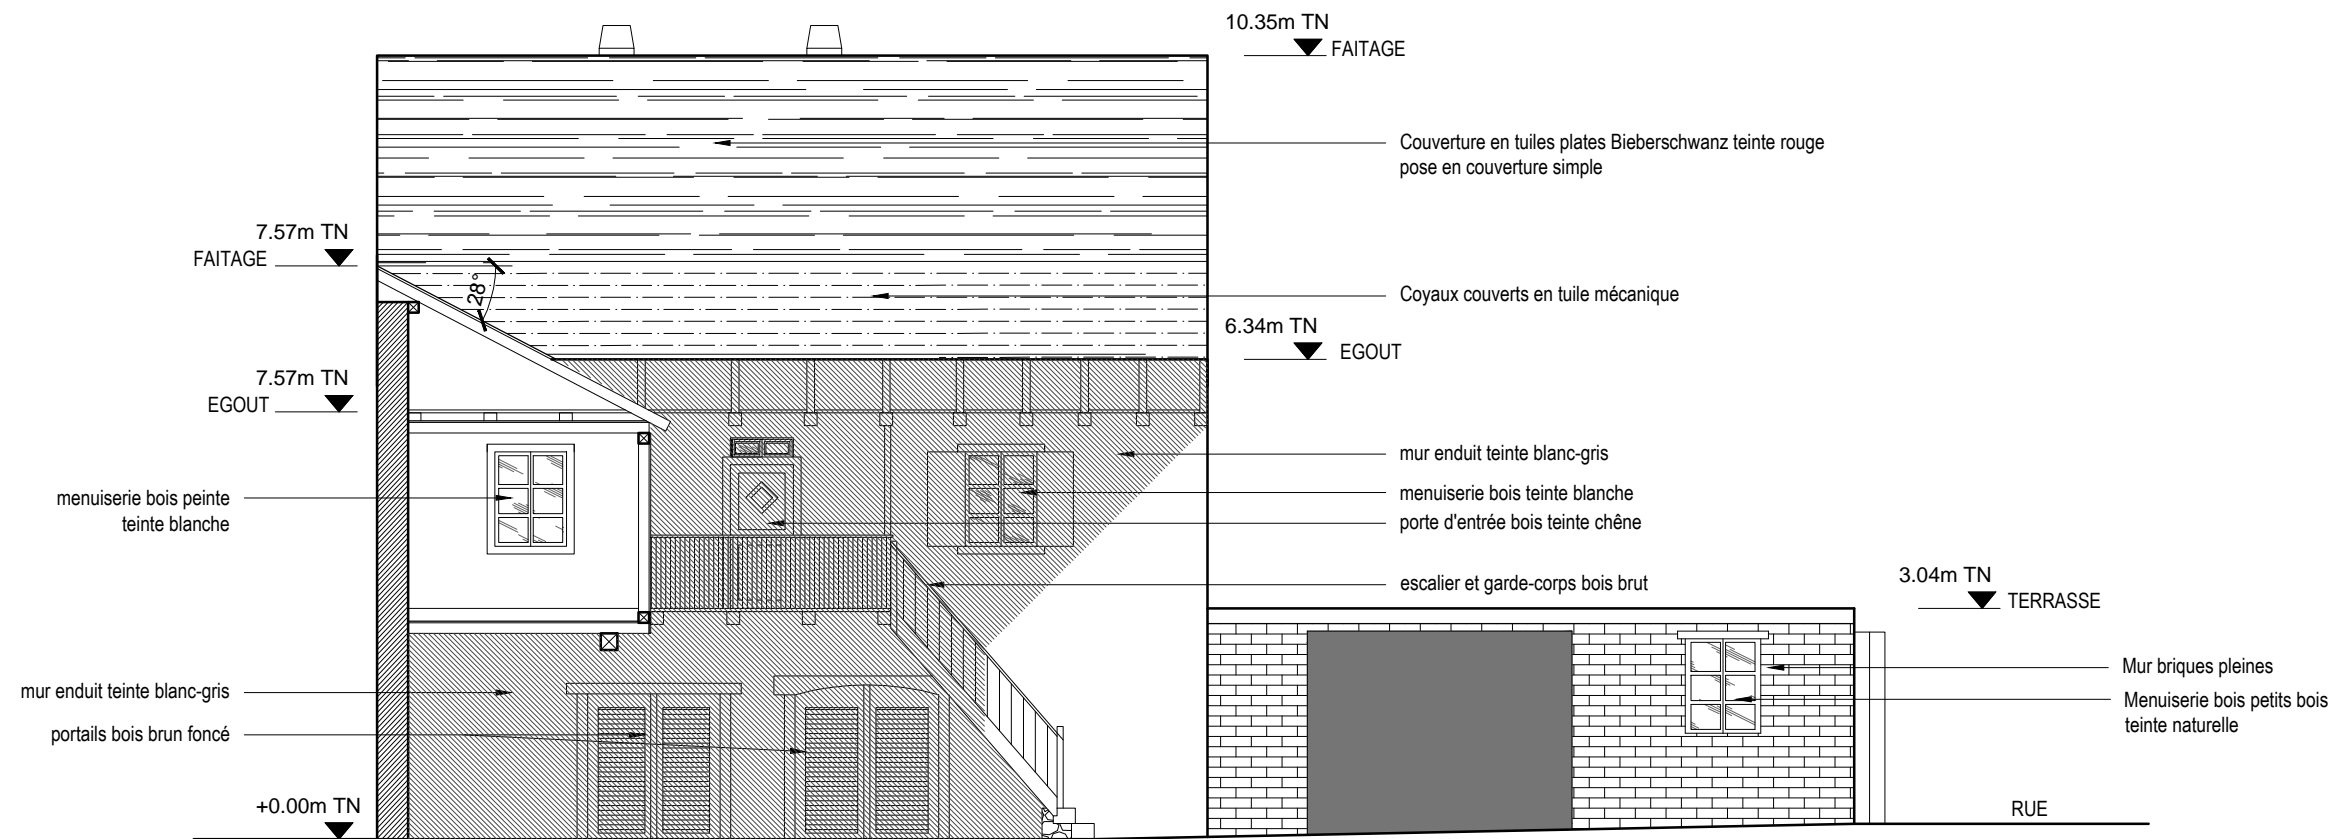 10.35m TN
FAITAGE
Couverture en tuiles plates Bieberschwanz teinte rouge
pose en couverture simple
7.57m TN
FAITAGE
28°
Coyaux couverts en tuile mécanique
6.34m TN
EGOUT
7.57m TN
EGOUT
mur enduit teinte blanc-gris
menuiserie bois peinte
teinte blanche
menuiserie bois teinte blanche
porte d'entrée bois teinte chêne
escalier et garde-corps bois brut
3.04m TN
TERRASSE
Mur briques pleines
Menuiserie bois petits bois
teinte naturelle
mur enduit teinte blanc-gris
portails bois brun foncé
+0.00m TN
RUE